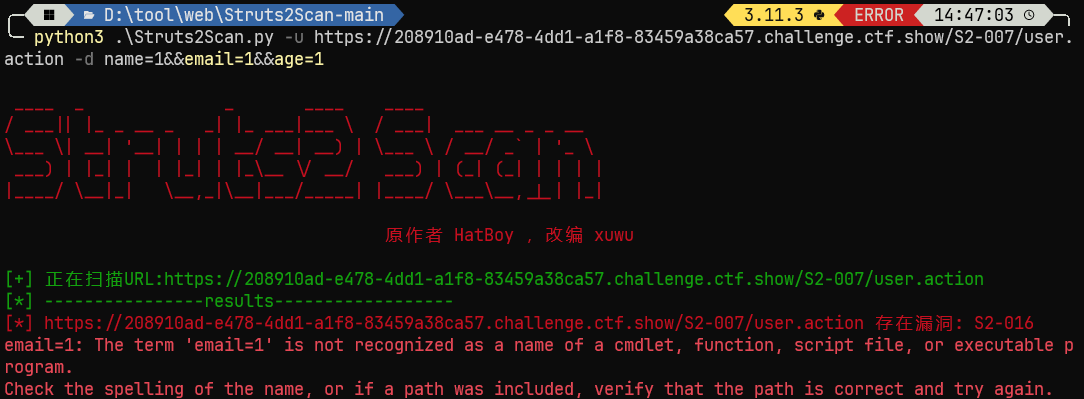 D:\tool\web\Struts2Scan-main 3.11.3 ERROR 14:47:03
python3 .\Struts2Scan.py -u https://208910ad-e478-4dd1-a1f8-83459a38ca57.challenge.ctf.show/S2-007/user.
action -d name=1&&email=1&&age=1
Struts2 Scan
原作者 HatBoy , 改编 xuwu
[+] 正在扫描URL:https://208910ad-e478-4dd1-a1f8-83459a38ca57.challenge.ctf.show/S2-007/user.action
[*] ----------------results------------------
[*] https://208910ad-e478-4dd1-a1f8-83459a38ca57.challenge.ctf.show/S2-007/user.action 存在漏洞: S2-016
email=1: The term 'email=1' is not recognized as a name of a cmdlet, function, script file, or executable p
rogram.
Check the spelling of the name, or if a path was included, verify that the path is correct and try again.